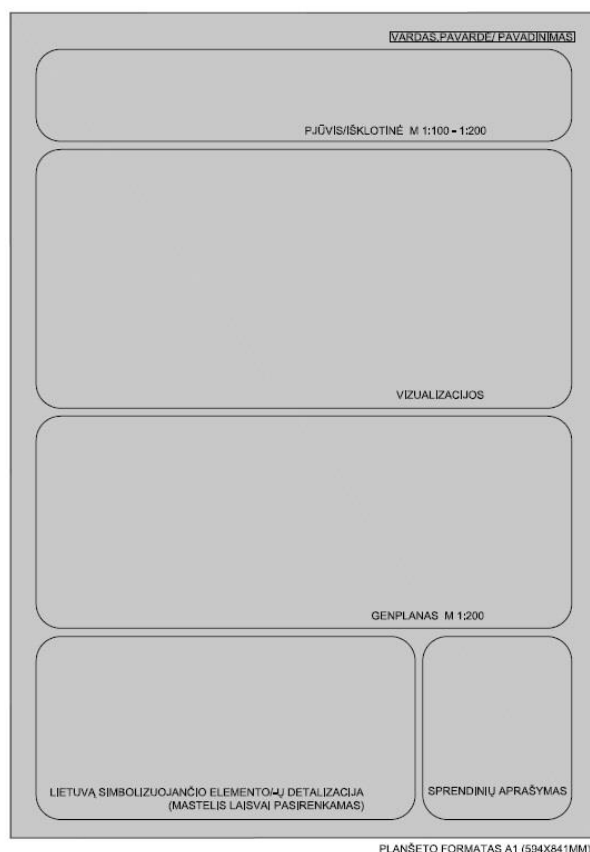 VARDAS,PAVARDĖ/ PAVADINIMAS
PJŪVIS/IŠKLOTINĖ M 1:100 - 1:200
VIZUALIZACIJOS
GENPLANAS M 1:200
LIETUVĄ SIMBOLIZUOJANČIO ELEMENTO/-Ų DETALIZACIJA
(MASTELIS LAISVAI PASIRENKAMAS)
SPRENDINIŲ APRAŠYMAS
PLANŠETO FORMATAS A1 (594X841MM)